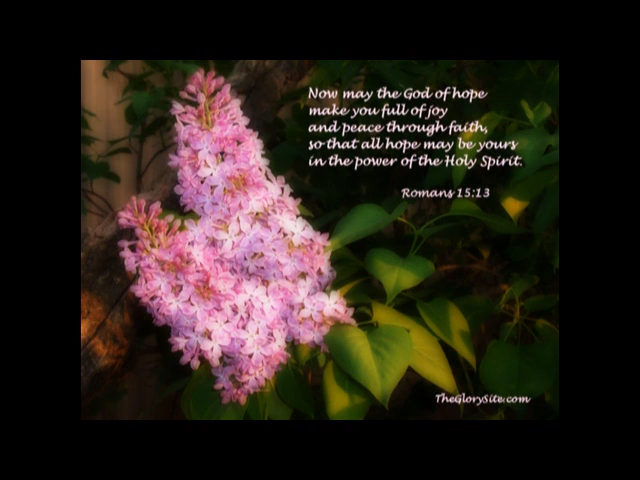 Now may the God of hope
make you full of joy
and peace through faith,
so that all hope may be yours
in the power of the Holy Spirit.
Romans 15:13
TheGlorySite.com